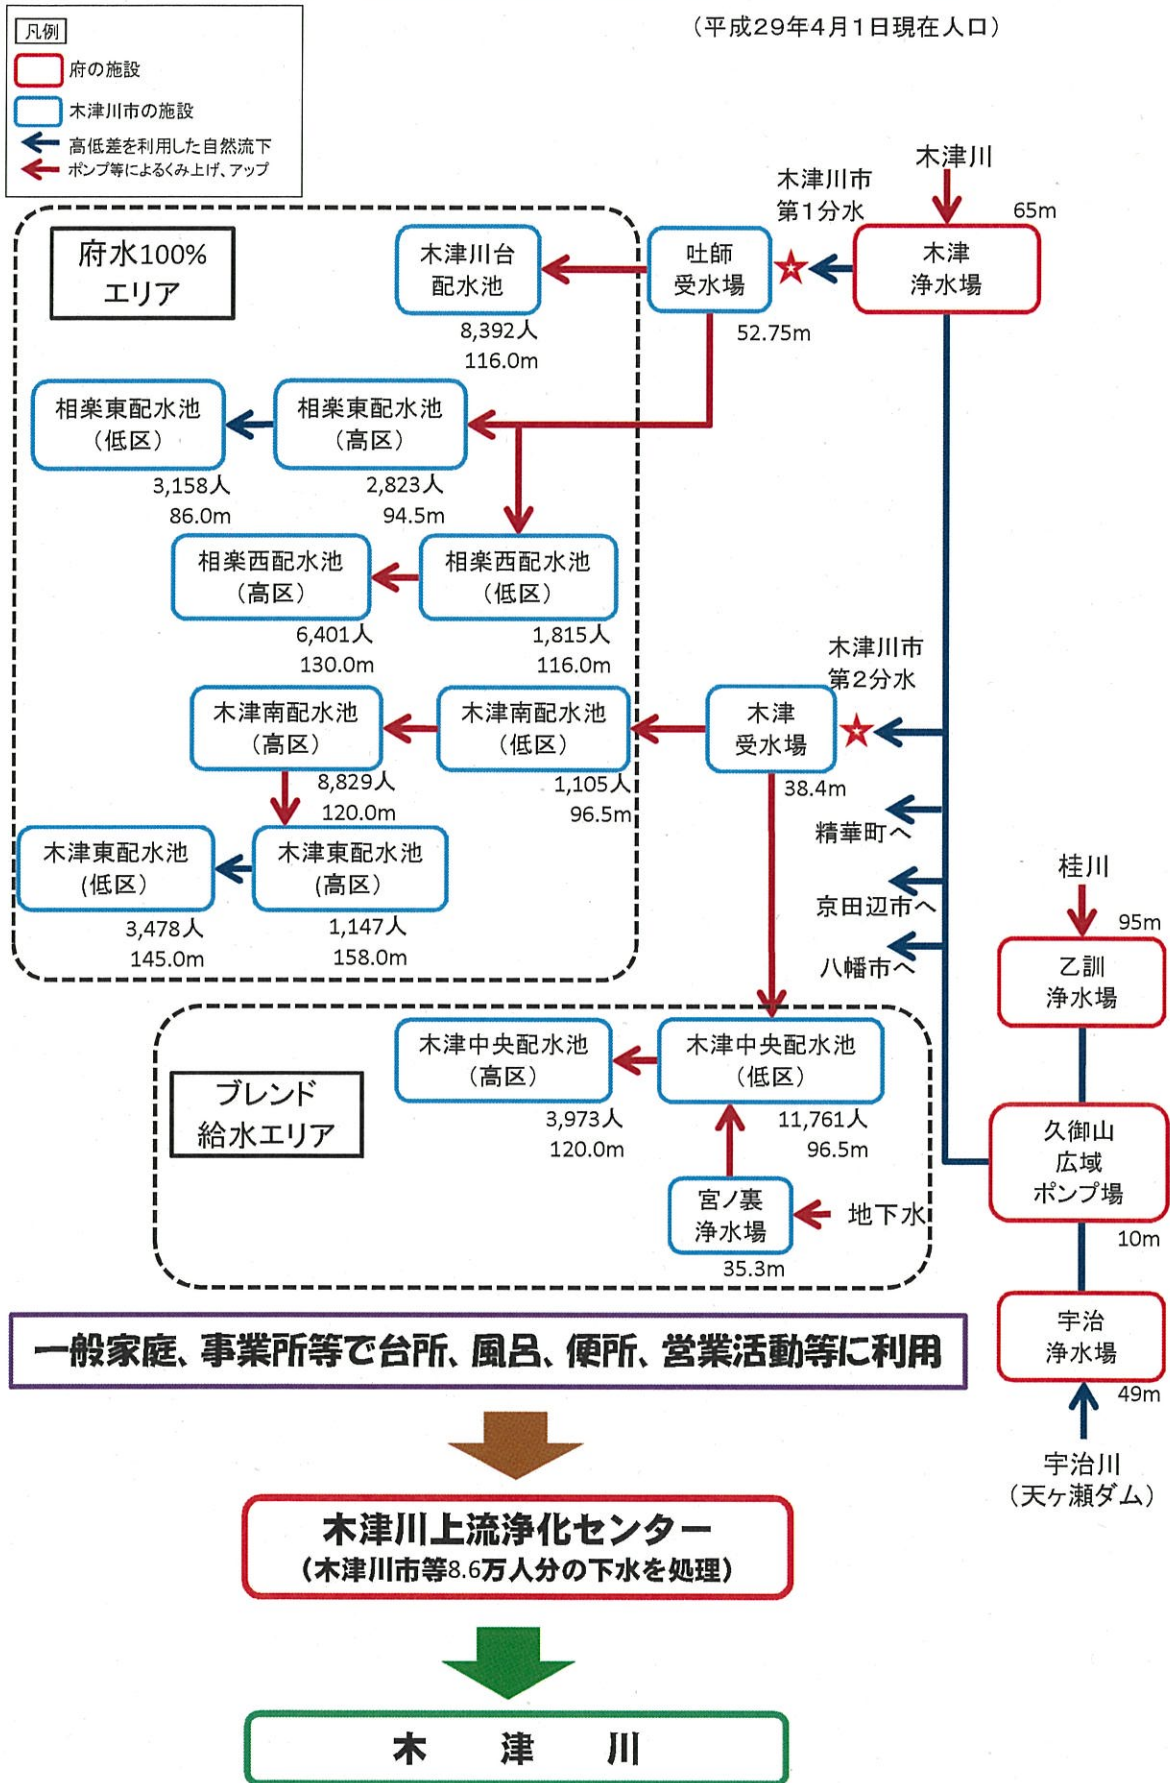 (平成29年4月1日現在人口)
凡例
府の施設
木津川市の施設
高低差を利用した自然流下
ポンプ等によるくみ上げ、アップ
木津川
木津川市
第1分水
65m
木津
浄水場
吐師
受水場
52.75m
府水100%
エリア
木津川台
配水池
8,392人
116.0m
相楽東配水池
(低区)
3,158人
86.0m
相楽東配水池
(高区)
2,823人
94.5m
相楽西配水池
(高区)
6,401人
130.0m
相楽西配水池
(低区)
1,815人
116.0m
木津川市
第2分水
木津
受水場
38.4m
木津南配水池
(高区)
8,829人
120.0m
木津南配水池
(低区)
1,105人
96.5m
木津東配水池
(低区)
3,478人
145.0m
木津東配水池
(高区)
1,147人
158.0m
精華町へ
京田辺市へ
八幡市へ
桂川
95m
乙訓
浄水場
久御山
広域
ポンプ場
10m
宇治
浄水場
49m
宇治川
(天ヶ瀬ダム)
ブレンド
給水エリア
木津中央配水池
(高区)
3,973人
120.0m
木津中央配水池
(低区)
11,761人
96.5m
宮ノ裏
浄水場
35.3m
地下水
一般家庭、事業所等で台所、風呂、便所、営業活動等に利用
木津川上流浄化センター
(木津川市等8.6万人分の下水を処理)
木 津 川